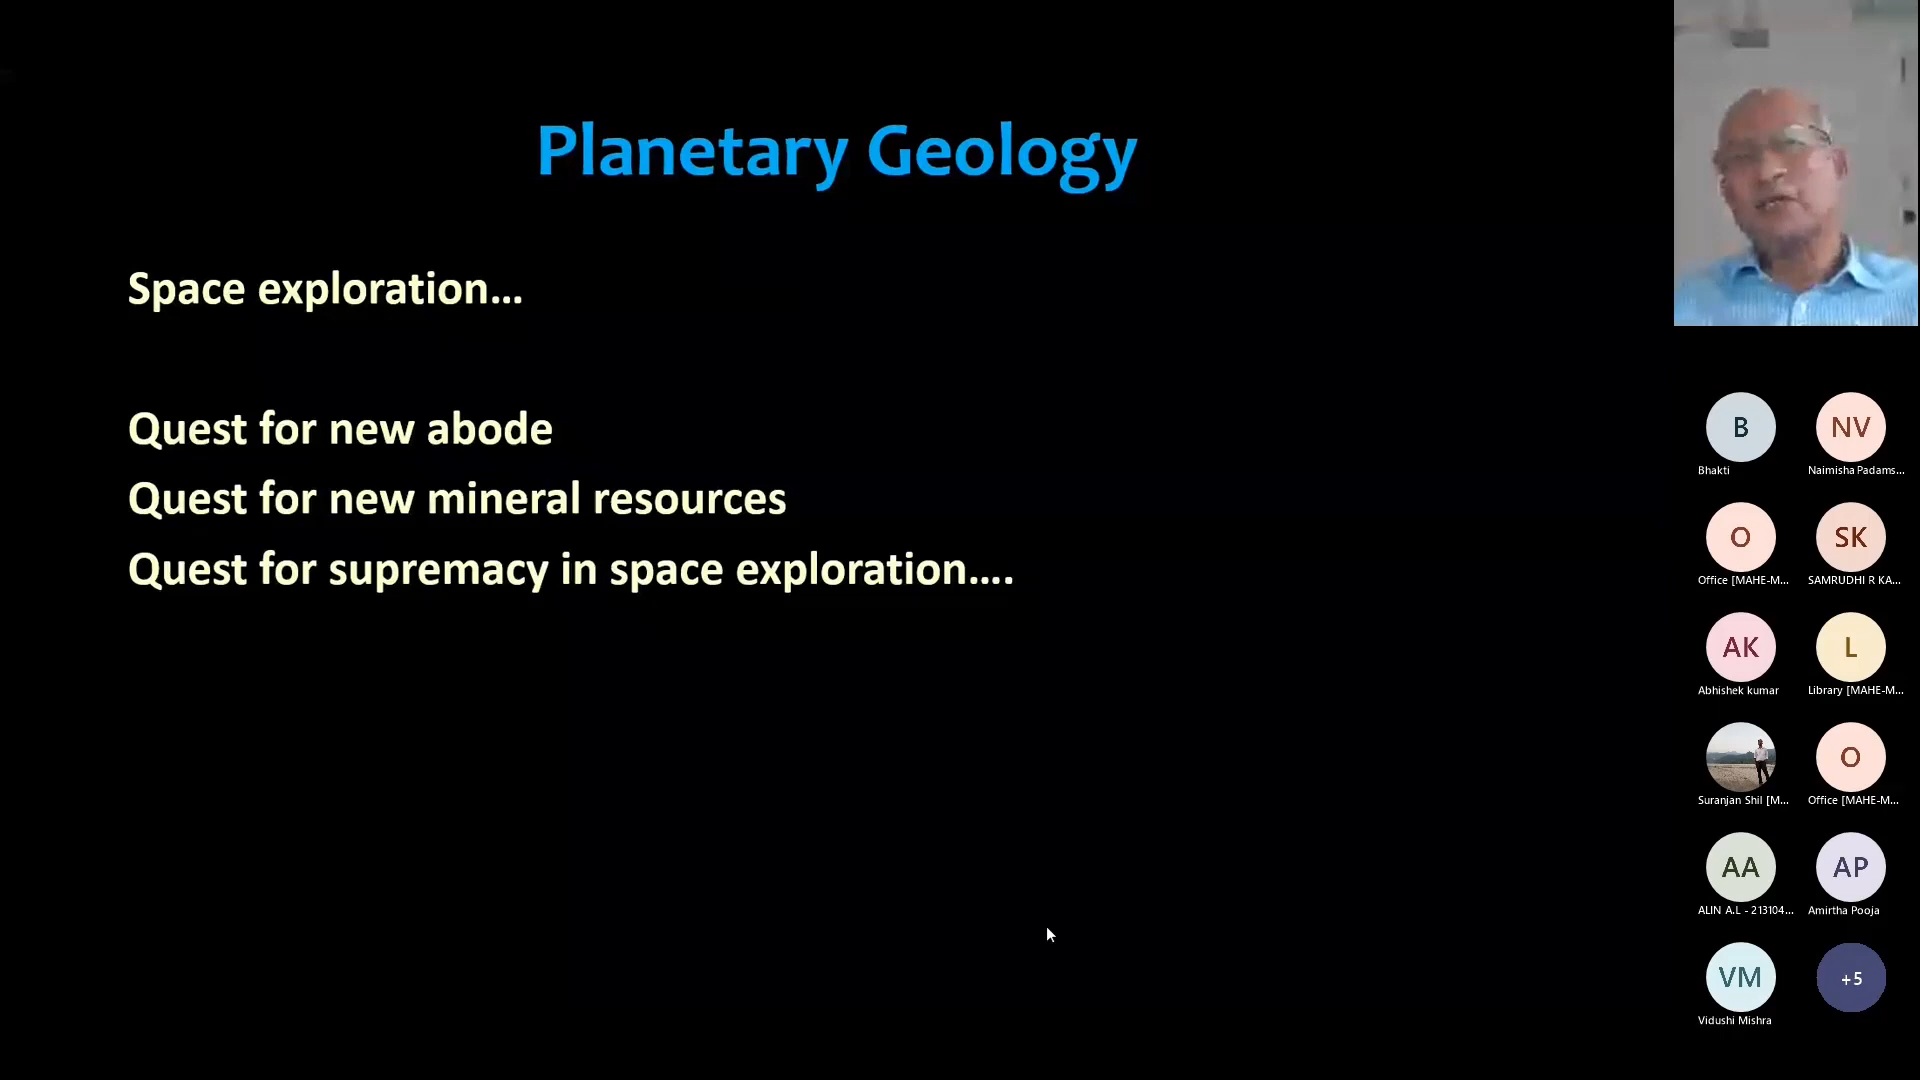 Planetary Geology
Space exploration...
Quest for new abode
Quest for new mineral resources
Quest for supremacy in space exploration....
B
NV
Bhakti
Naimisha Padams...
O
SK
Office [MAHE-M...
SAMRUDHI R KA...
AK
L
Abhishek kumar
Library [MAHE-M...
O
Suranjan Shil [M...
Office [MAHE-M...
AA
AP
ALIN A.L - 213104...
Amirtha Pooja
VM
+5
Vidushi Mishra